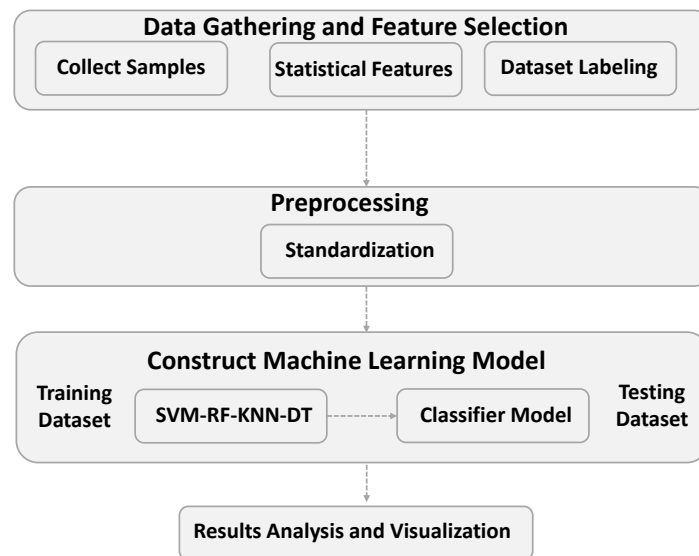 Data Gathering and Feature Selection
Collect Samples
Statistical Features
Dataset Labeling
Preprocessing
Standardization
Construct Machine Learning Model
Training
Dataset
SVM-RF-KNN-DT
Classifier Model
Testing
Dataset
Results Analysis and Visualization